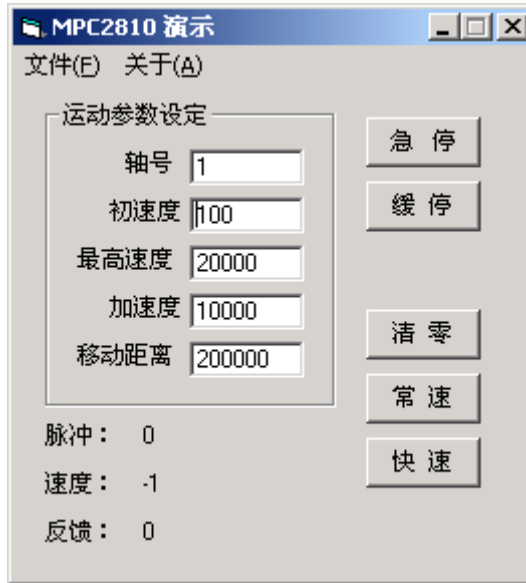 MPC2810 演示
文件(F) 关于(A)
运动参数设定
轴号 1
初速度 100
最高速度 20000
加速度 10000
移动距离 200000
急 停
缓 停
清 零
常 速
快 速
脉冲： 0
速度： -1
反馈： 0